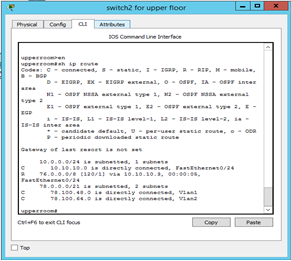 switch2 for upper floor
Physical Config CLI Attributes
IOS Command Line Interface
upperroom>en
upperroom#sh ip route
Codes: C - connected, S - static, I - IGRP, R - RIP, M - mobile,
B - BGP
D - EIGRP, EX - EIGRP external, O - OSPF, IA - OSPF inter
area
N1 - OSPF NSSA external type 1, N2 - OSPF NSSA external
type 2
E1 - OSPF external type 1, E2 - OSPF external type 2, E -
EGP
i - IS-IS, L1 - IS-IS level-1, L2 - IS-IS level-2, ia -
IS-IS inter area
* - candidate default, U - per-user static route, o - ODR
P - periodic downloaded static route
Gateway of last resort is not set
10.0.0.0/24 is subnetted, 1 subnets
C 10.10.10.0 is directly connected, FastEthernet0/24
R 76.0.0.0/8 [120/1] via 10.10.10.3, 00:00:05,
FastEthernet0/24
78.0.0.0/21 is subnetted, 2 subnets
C 78.100.48.0 is directly connected, Vlan1
C 78.100.64.0 is directly connected, Vlan2
upperroom#
Ctrl+F6 to exit CLI focus
Copy Paste
Top